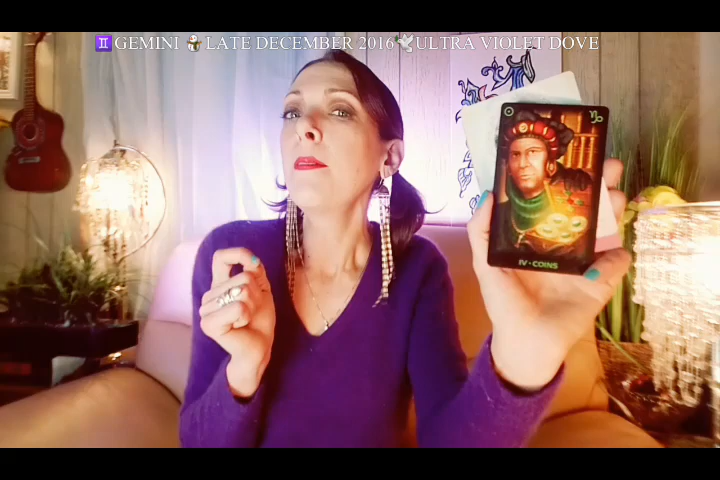 ♊GEMINI ⛄LATE DECEMBER 2016🕊ULTRA VIOLET DOVE
IV • COINS